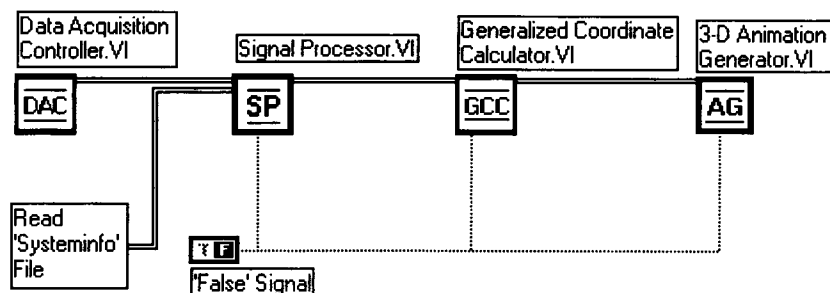 Data Acquisition
Controller.VI
Signal Processor.VI
Generalized Coordinate
Calculator.VI
3-D Animation
Generator.VI
DAC
SP
GCC
AG
Read
'Systeminfo'
File
F
'False' Signal